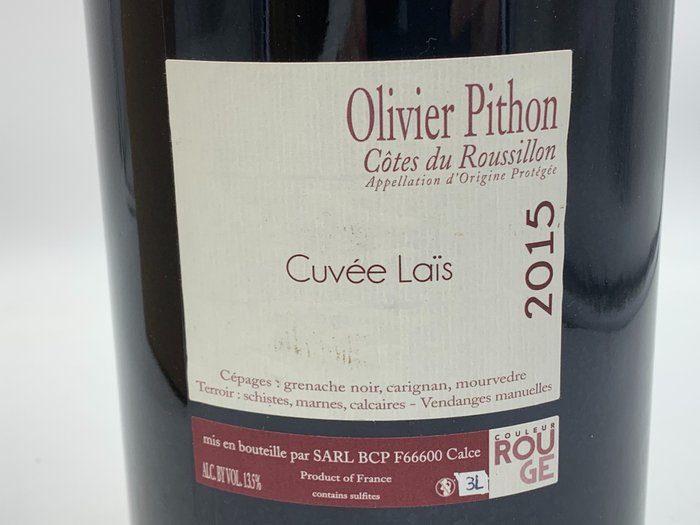 Olivier Pithon
Côtes du Roussillon
Appellation d'Origine Protégée
2015
Cuvée Laïs
Cépages : grenache noir, carignan, mourvedre
Terroir : schistes, marnes, calcaires - Vendanges manuelles
mis en bouteille par SARL BCP F66600 Calce
ALC. BY VOL. 13.5%
Product of France
contains sulfites
3L
COULEUR
ROU
GE